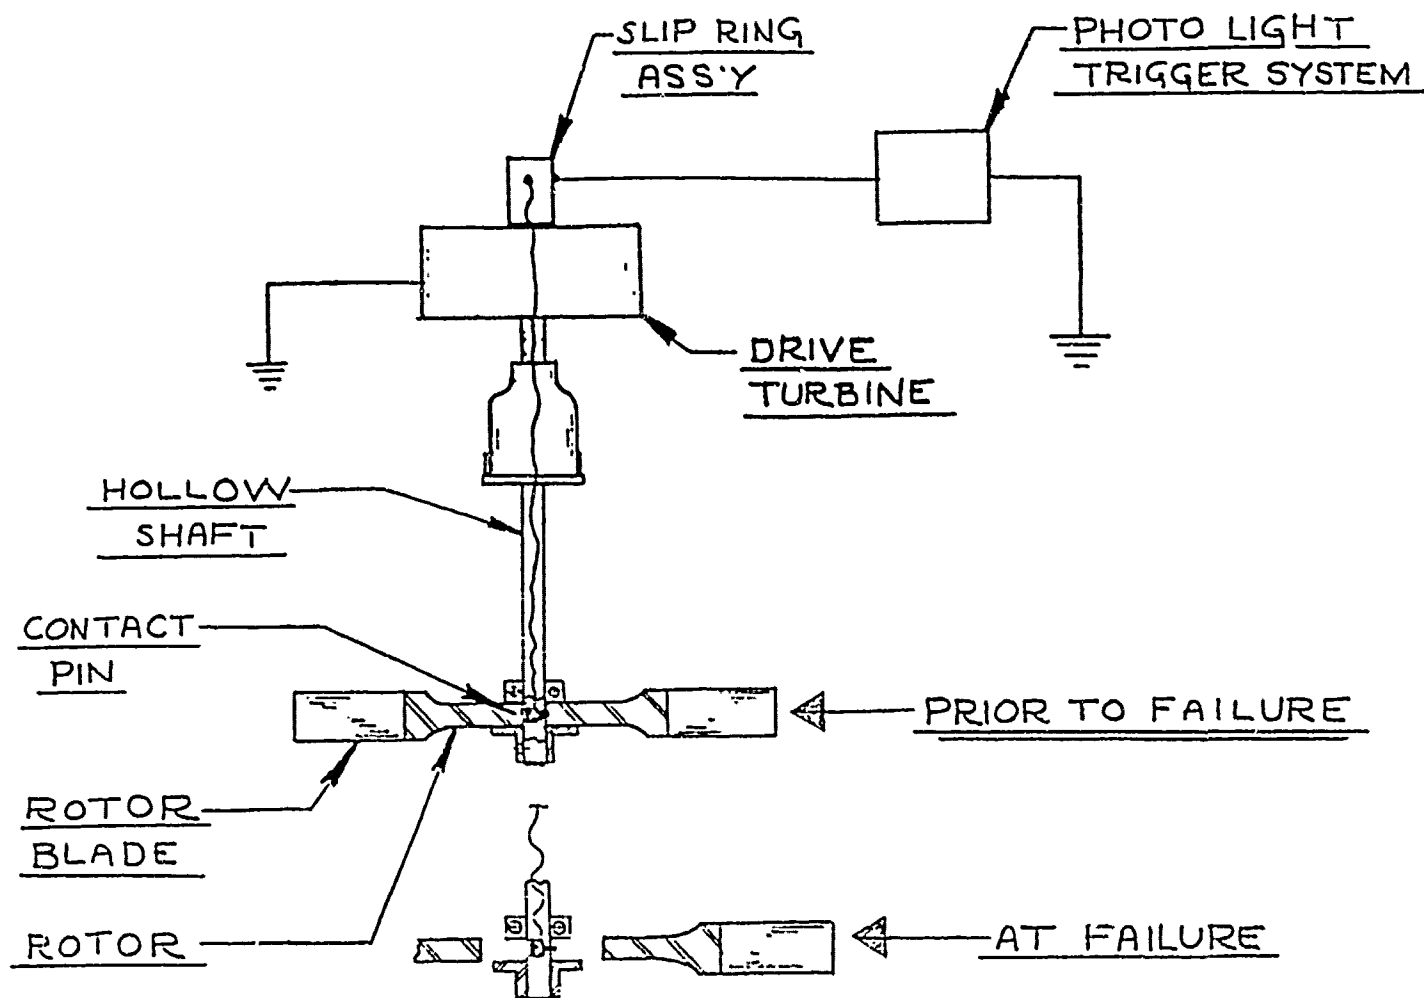 SLIP RING
ASS'Y
PHOTO LIGHT
TRIGGER SYSTEM
DRIVE
TURBINE
HOLLOW
SHAFT
CONTACT
PIN
PRIOR TO FAILURE
ROTOR
BLADE
ROTOR
AT FAILURE